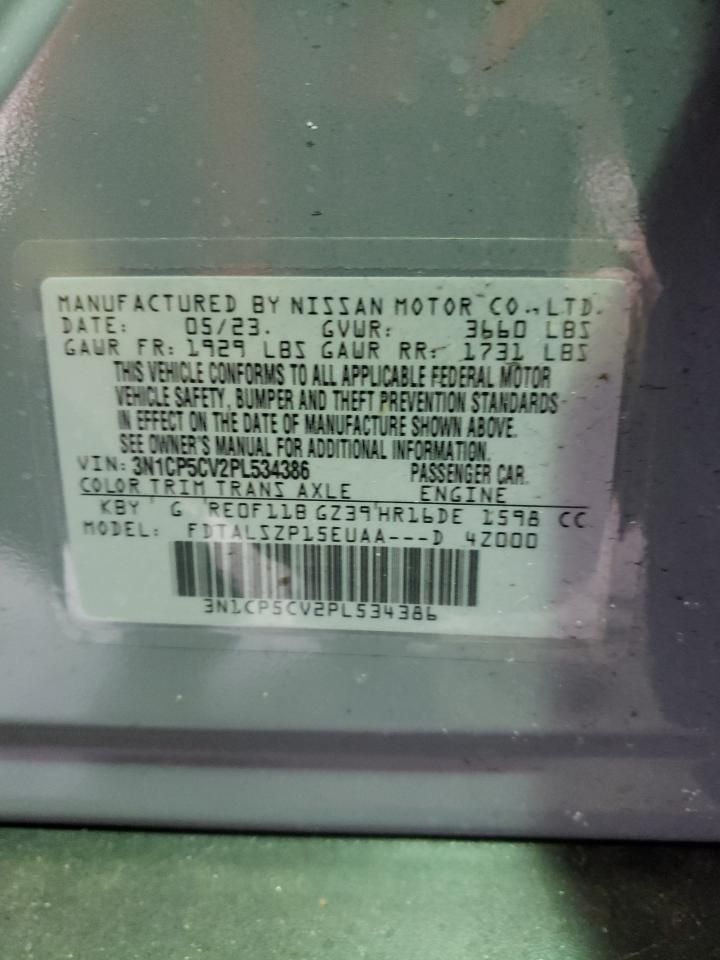 MANUFACTURED BY NISSAN MOTOR CO., LTD.
DATE: 05/23. GVWR: 3660 LBS
GAWR FR: 1929 LBS GAWR RR: 1731 LBS
THIS VEHICLE CONFORMS TO ALL APPLICABLE FEDERAL MOTOR
VEHICLE SAFETY, BUMPER AND THEFT PREVENTION STANDARDS
IN EFFECT ON THE DATE OF MANUFACTURE SHOWN ABOVE.
SEE OWNER'S MANUAL FOR ADDITIONAL INFORMATION.
VIN: 3N1CP5CV2PL534386 PASSENGER CAR.
COLOR TRIM TRANS AXLE ENGINE
KBY G RE0F11B GZ39 HR16DE 1598 CC
MODEL: FDTALSZP15EUAA---D 4Z000
3N1CP5CV2PL534386